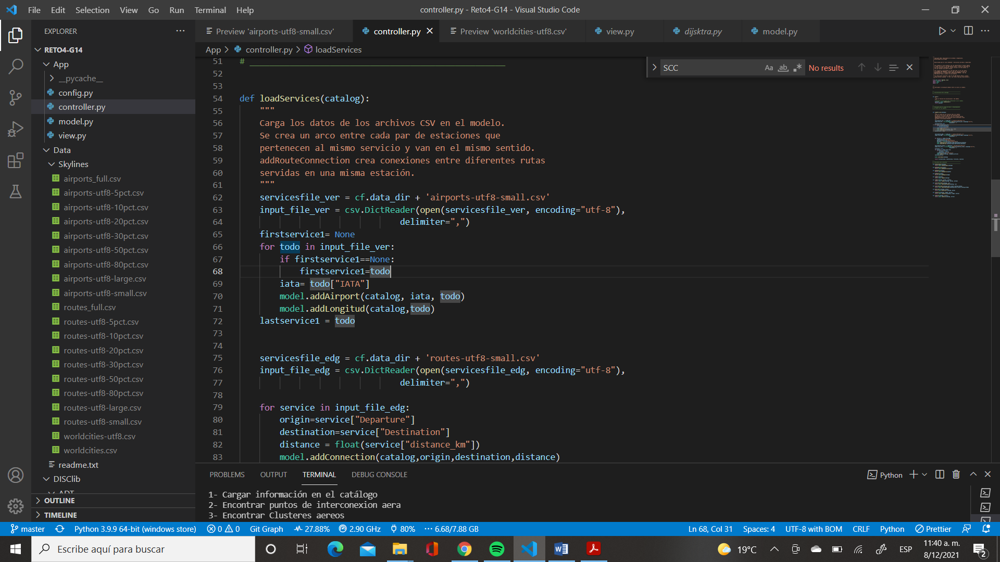 File Edit Selection View Go Run Terminal Help
controller.py - Reto4-G14 - Visual Studio Code
EXPLORER
Preview 'airports-utf8-small.csv'
controller.py
Preview 'worldcities-utf8.csv'
view.py
dijsktra.py
model.py
App > controller.py > loadServices
RETO4-G14
App
__pycache__
config.py
controller.py
model.py
view.py
Data
Skylines
airports_full.csv
airports-utf8-5pct.csv
airports-utf8-10pct.csv
airports-utf8-20pct.csv
airports-utf8-30pct.csv
airports-utf8-50pct.csv
airports-utf8-80pct.csv
airports-utf8-large.csv
airports-utf8-small.csv
routes_full.csv
routes-utf8-5pct.csv
routes-utf8-10pct.csv
routes-utf8-20pct.csv
routes-utf8-30pct.csv
routes-utf8-50pct.csv
routes-utf8-80pct.csv
routes-utf8-large.csv
routes-utf8-small.csv
worldcities-utf8.csv
worldcities.csv
readme.txt
DISClib
ADT
OUTLINE
TIMELINE
SCC Aa ab .* No results
51 # ___________________________________________________
52
53
54 def loadServices(catalog):
55 """
56 Carga los datos de los archivos CSV en el modelo.
57 Se crea un arco entre cada par de estaciones que
58 pertenecen al mismo servicio y van en el mismo sentido.
59 addRouteConnection crea conexiones entre diferentes rutas
60 servidas en una misma estación.
61 """
62 servicesfile_ver = cf.data_dir + 'airports-utf8-small.csv'
63 input_file_ver = csv.DictReader(open(servicesfile_ver, encoding="utf-8"),
64 delimiter=",")
65 firstservice1= None
66 for todo in input_file_ver:
67 if firstservice1==None:
68 firstservice1=todo
69 iata= todo["IATA"]
70 model.addAirport(catalog, iata, todo)
71 model.addLongitud(catalog,todo)
72 lastservice1 = todo
73
74
75 servicesfile_edg = cf.data_dir + 'routes-utf8-small.csv'
76 input_file_edg = csv.DictReader(open(servicesfile_edg, encoding="utf-8"),
77 delimiter=",")
78
79 for service in input_file_edg:
80 origin=service["Departure"]
81 destination=service["Destination"]
82 distance = float(service["distance_km"])
83 model.addConnection(catalog,origin,destination,distance)
PROBLEMS OUTPUT TERMINAL DEBUG CONSOLE
Python
1- Cargar información en el catálogo
2- Encontrar puntos de interconexion aera
3- Encontrar Clusteres aereos
master Python 3.9.9 64-bit (windows store) 0 0 Git Graph 27.88% 2.90 GHz 80% 6.68/7.88 GB Ln 68, Col 31 Spaces: 4 UTF-8 with BOM CRLF Python Prettier
Escribe aquí para buscar
19°C
ESP
11:40 a. m.
8/12/2021
2